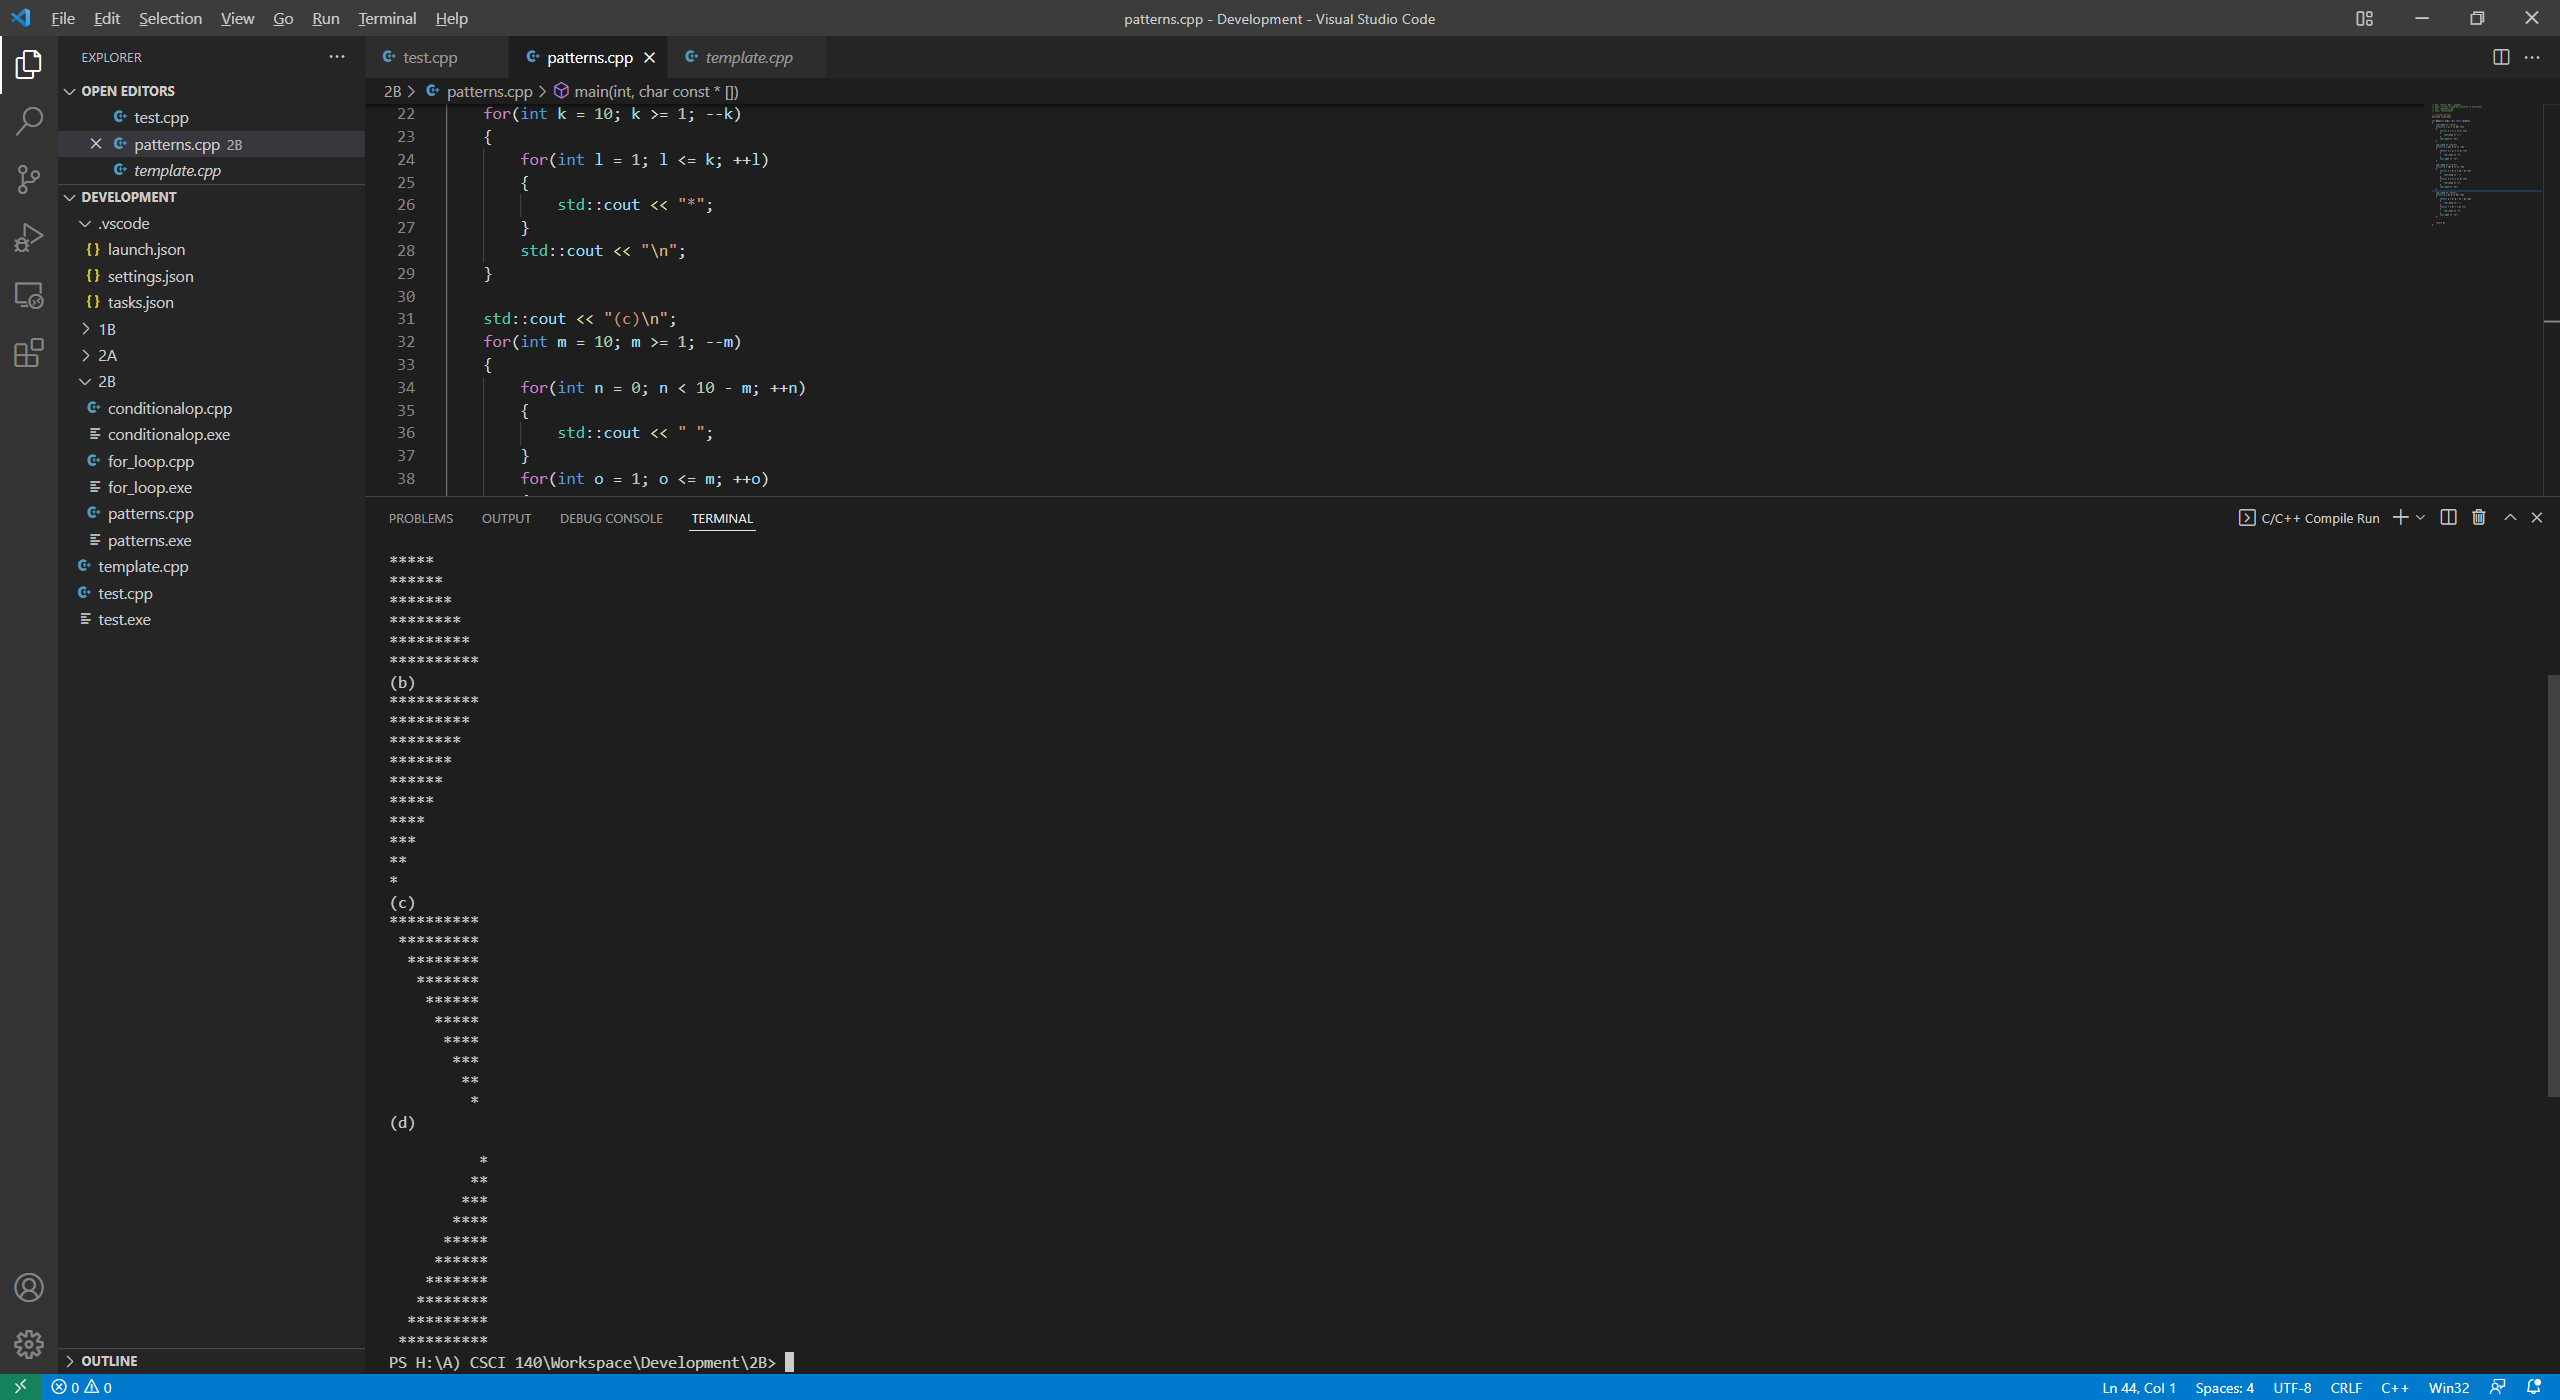 File Edit Selection View Go Run Terminal Help
patterns.cpp - Development - Visual Studio Code
EXPLORER
OPEN EDITORS
test.cpp
patterns.cpp 2B
template.cpp
DEVELOPMENT
.vscode
launch.json
settings.json
tasks.json
1B
2A
2B
conditionalop.cpp
conditionalop.exe
for_loop.cpp
for_loop.exe
patterns.cpp
patterns.exe
template.cpp
test.cpp
test.exe
OUTLINE
test.cpp patterns.cpp template.cpp
2B > patterns.cpp > main(int, char const * [])
22 for(int k = 10; k >= 1; --k)
23 {
24 for(int l = 1; l <= k; ++l)
25 {
26 std::cout << "*";
27 }
28 std::cout << "\n";
29 }
30
31 std::cout << "(c)\n";
32 for(int m = 10; m >= 1; --m)
33 {
34 for(int n = 0; n < 10 - m; ++n)
35 {
36 std::cout << " ";
37 }
38 for(int o = 1; o <= m; ++o)
PROBLEMS OUTPUT DEBUG CONSOLE TERMINAL
C/C++ Compile Run
*****
******
*******
********
*********
**********
(b)
**********
*********
********
*******
******
*****
****
***
**
*
(c)
**********
 *********
  ********
   *******
    ******
     *****
      ****
       ***
        **
         *
(d)

          *
         **
        ***
       ****
      *****
     ******
    *******
   ********
  *********
 **********
PS H:\A) CSCI 140\Workspace\Development\2B>
0 0
Ln 44, Col 1 Spaces: 4 UTF-8 CRLF C++ Win32